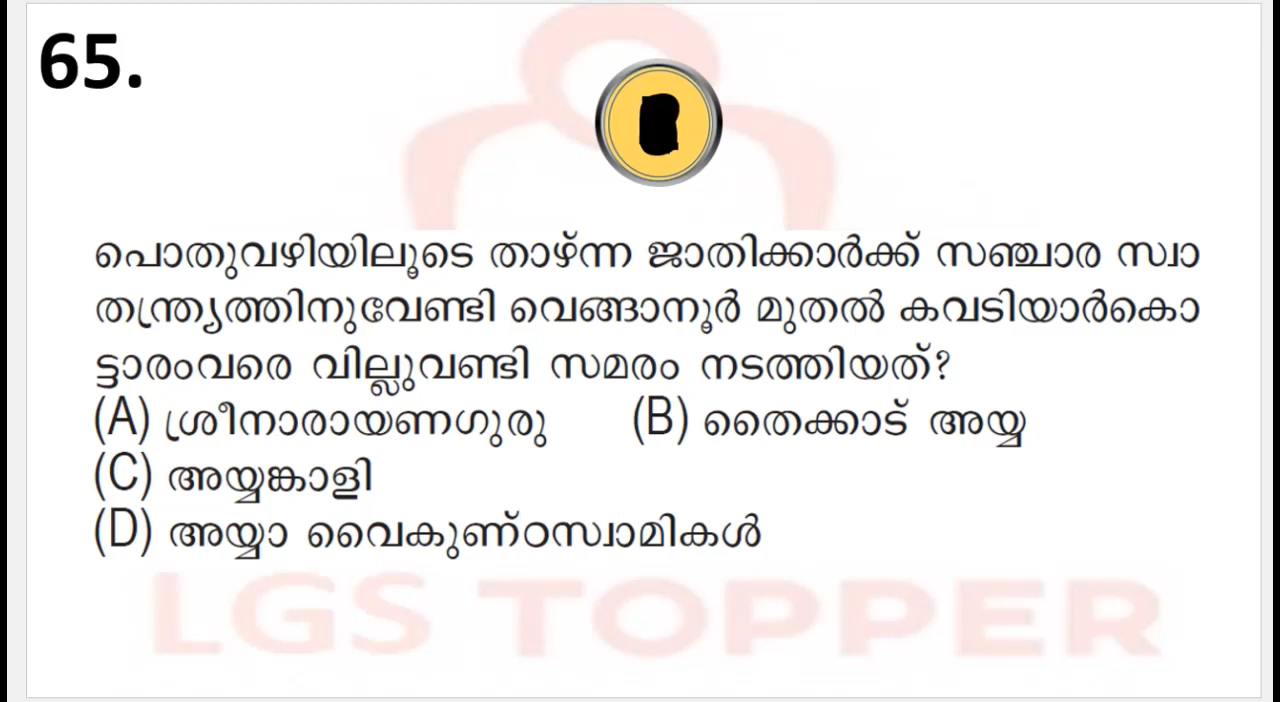 65.
പൊതുവഴിയിലൂടെ താഴ്ന്ന ജാതിക്കാർക്ക് സഞ്ചാര സ്വാ
തന്ത്ര്യത്തിനുവേണ്ടി വെങ്ങാനൂർ മുതൽ കവടിയാർകൊ
ട്ടാരംവരെ വില്ലുവണ്ടി സമരം നടത്തിയത്?
(A) ശ്രീനാരായണഗുരു (B) തൈക്കാട് അയ്യ
(C) അയ്യങ്കാളി
(D) അയ്യാ വൈകുണ്ഠസ്വാമികൾ
LGS TOPPER